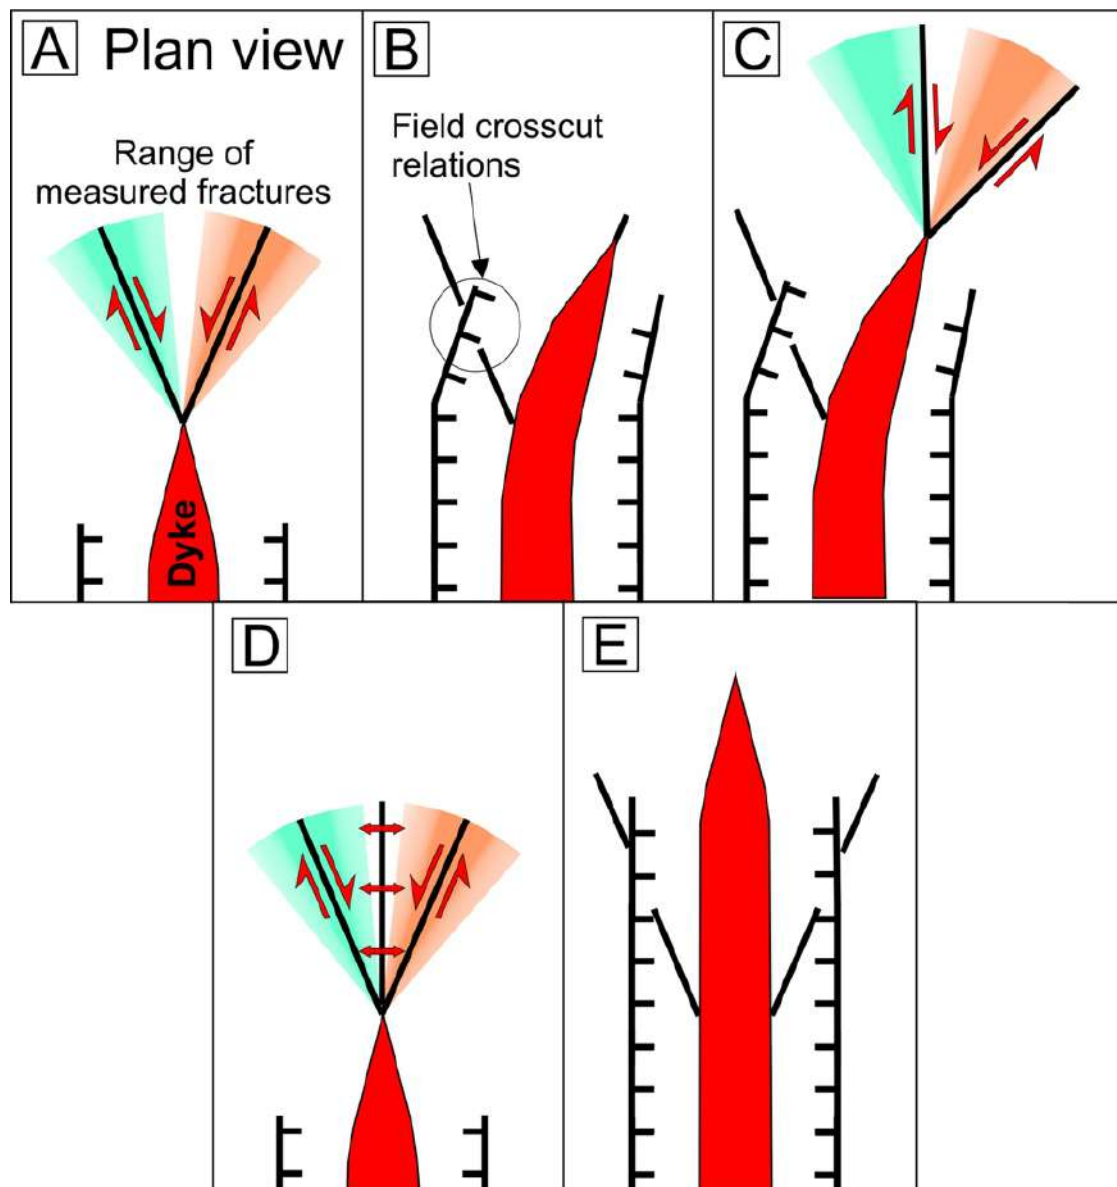 A Plan view
Range of
measured fractures
Dyke
B
Field crosscut
relations
C
D
E